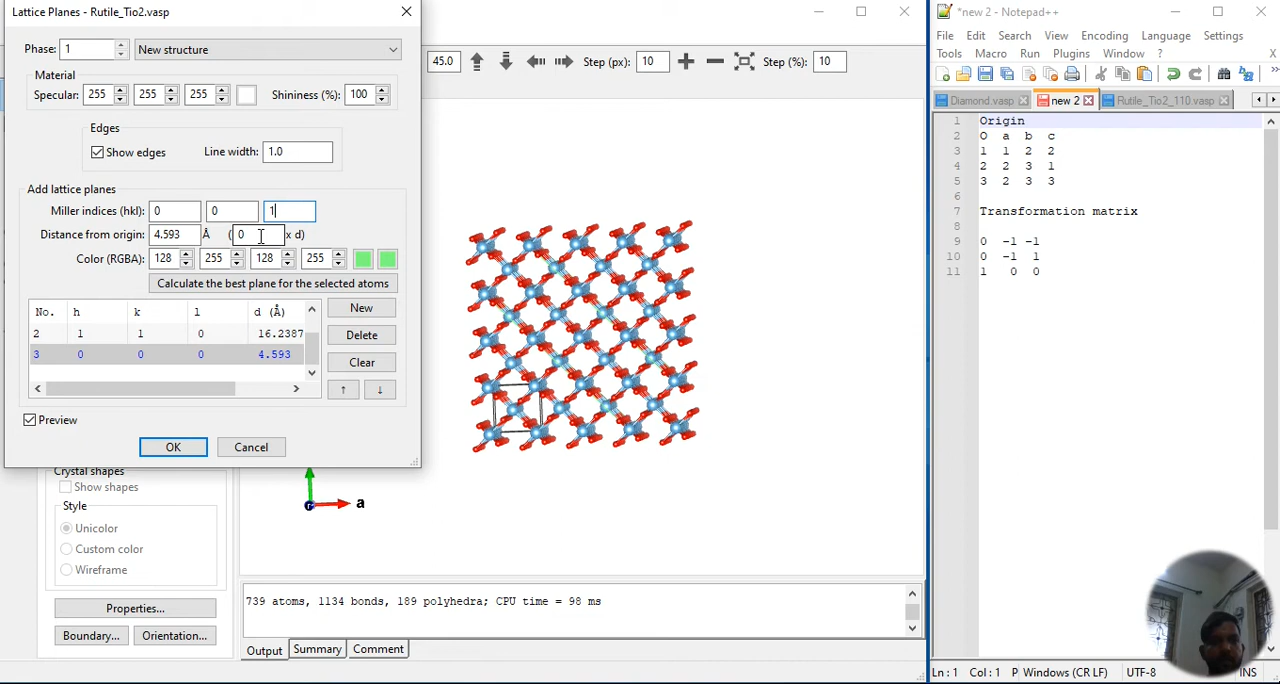 Lattice Planes - Rutile_Tio2.vasp
Phase: 1 New structure
Material
Specular: 255 255 255 Shininess (%): 100
Edges
Show edges Line width: 1.0
Add lattice planes
Miller indices (hkl): 0 0 1
Distance from origin: 4.593 Å ( 0 x d)
Color (RGBA): 128 255 128 255
Calculate the best plane for the selected atoms
No. h k l d (Å)
2 1 1 0 16.2387
3 0 0 0 4.593
New
Delete
Clear
↑ ↓
Preview
OK Cancel
Crystal shapes
Show shapes
Style
Unicolor
Custom color
Wireframe
Properties...
Boundary... Orientation...
45.0 Step (px): 10 Step (%): 10
a
739 atoms, 1134 bonds, 189 polyhedra; CPU time = 98 ms
Output Summary Comment
*new 2 - Notepad++
File Edit Search View Encoding Language Settings
Tools Macro Run Plugins Window ? X
Diamond.vasp new 2 Rutile_Tio2_110.vasp
1 Origin
2 O a b c
3 1 1 2 2
4 2 2 3 1
5 3 2 3 3
6
7 Transformation matrix
8
9 0 -1 -1
10 0 -1 1
11 1 0 0
Ln : 1 Col : 1 P Windows (CR LF) UTF-8 INS